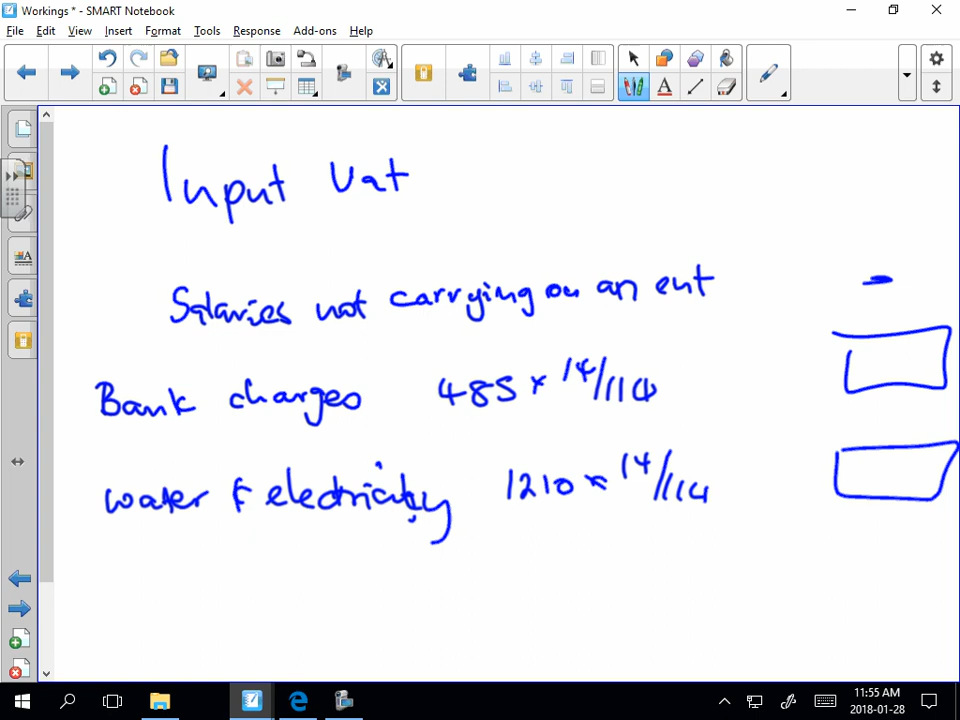 Workings * - SMART Notebook
File Edit View Insert Format Tools Response Add-ons Help
Input Vat
Salaries not carrying on an ent -
Bank charges 485 × 14/114
water & electricity 1210 × 14/114
11:55 AM
2018-01-28